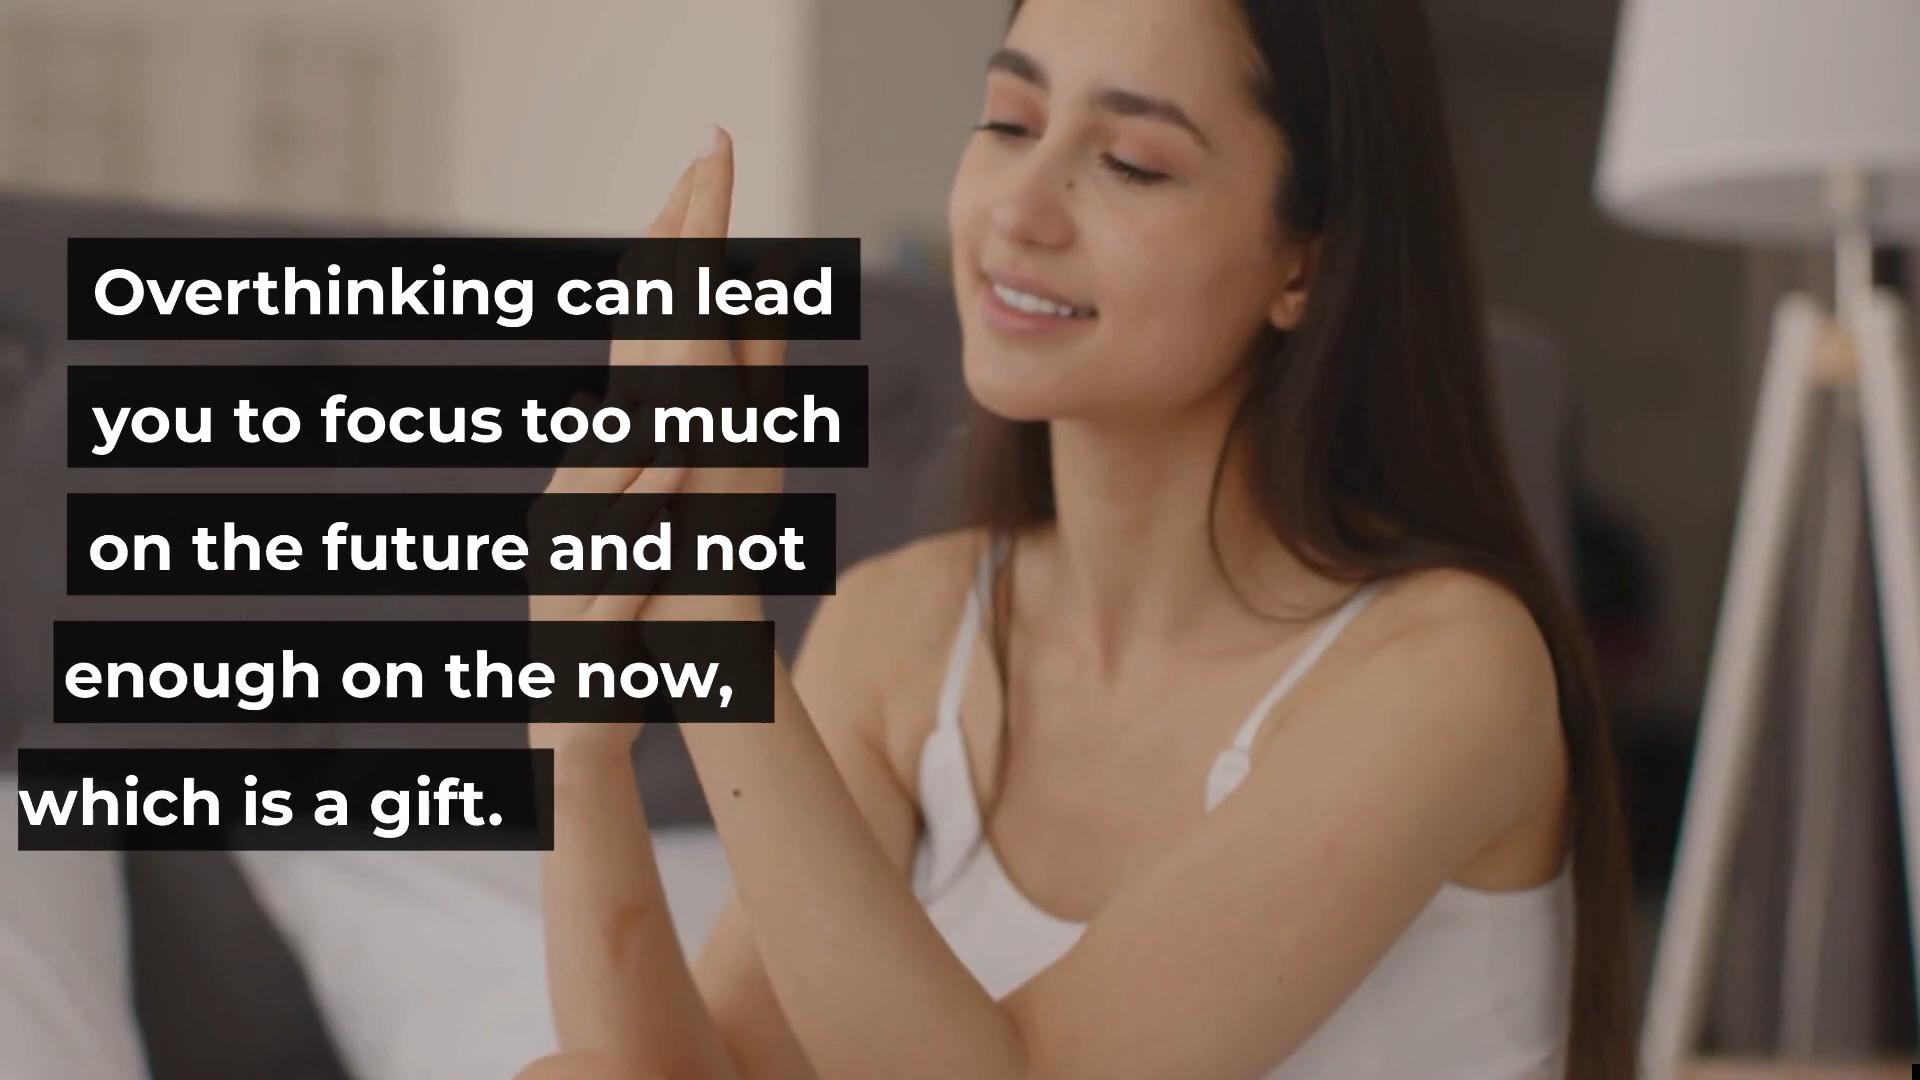 Overthinking can lead
you to focus too much
on the future and not
enough on the now,
which is a gift.